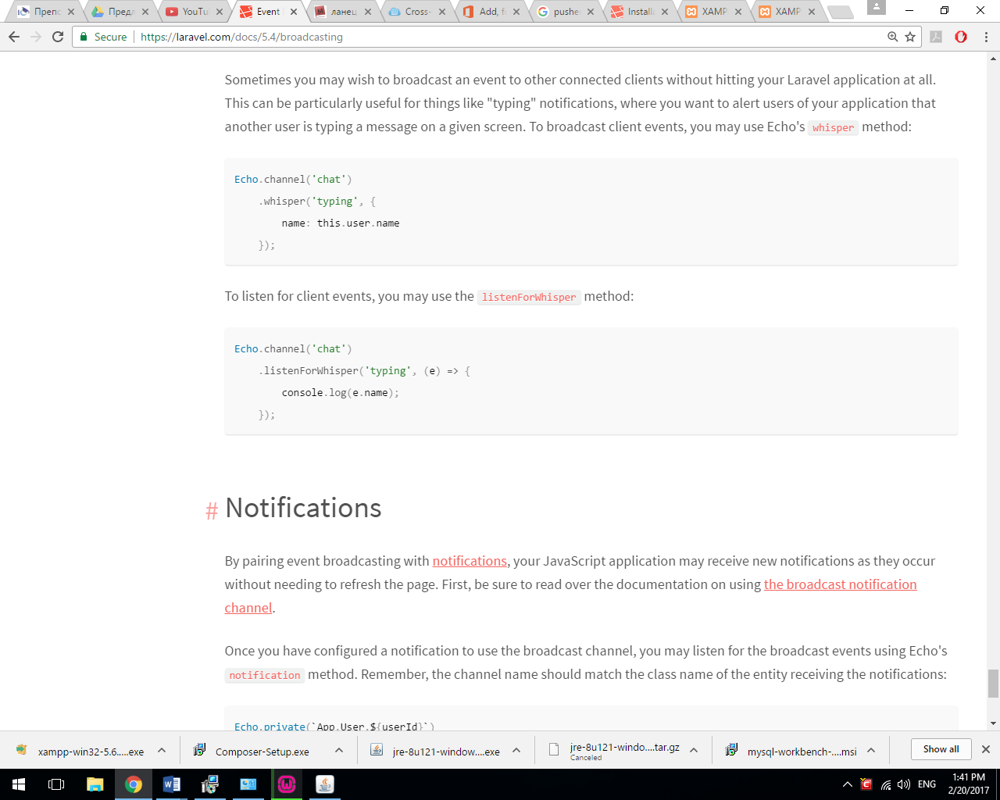 Препс
Предл
YouTu
Event
ланец
Cross-
Add, f
pushe
Install
XAMP
XAMP
Secure
https://laravel.com/docs/5.4/broadcasting
Sometimes you may wish to broadcast an event to other connected clients without hitting your Laravel application at all.
This can be particularly useful for things like "typing" notifications, where you want to alert users of your application that
another user is typing a message on a given screen. To broadcast client events, you may use Echo's whisper method:
Echo.channel('chat')
.whisper('typing', {
name: this.user.name
});
To listen for client events, you may use the listenForWhisper method:
Echo.channel('chat')
.listenForWhisper('typing', (e) => {
console.log(e.name);
});
# Notifications
By pairing event broadcasting with notifications, your JavaScript application may receive new notifications as they occur
without needing to refresh the page. First, be sure to read over the documentation on using the broadcast notification
channel.
Once you have configured a notification to use the broadcast channel, you may listen for the broadcast events using Echo's
notification method. Remember, the channel name should match the class name of the entity receiving the notifications:
Echo.private(`App.User.${userId}`)
xampp-win32-5.6.....exe
Composer-Setup.exe
jre-8u121-window....exe
jre-8u121-windo....tar.gz
Canceled
mysql-workbench-....msi
Show all
ENG
1:41 PM
2/20/2017